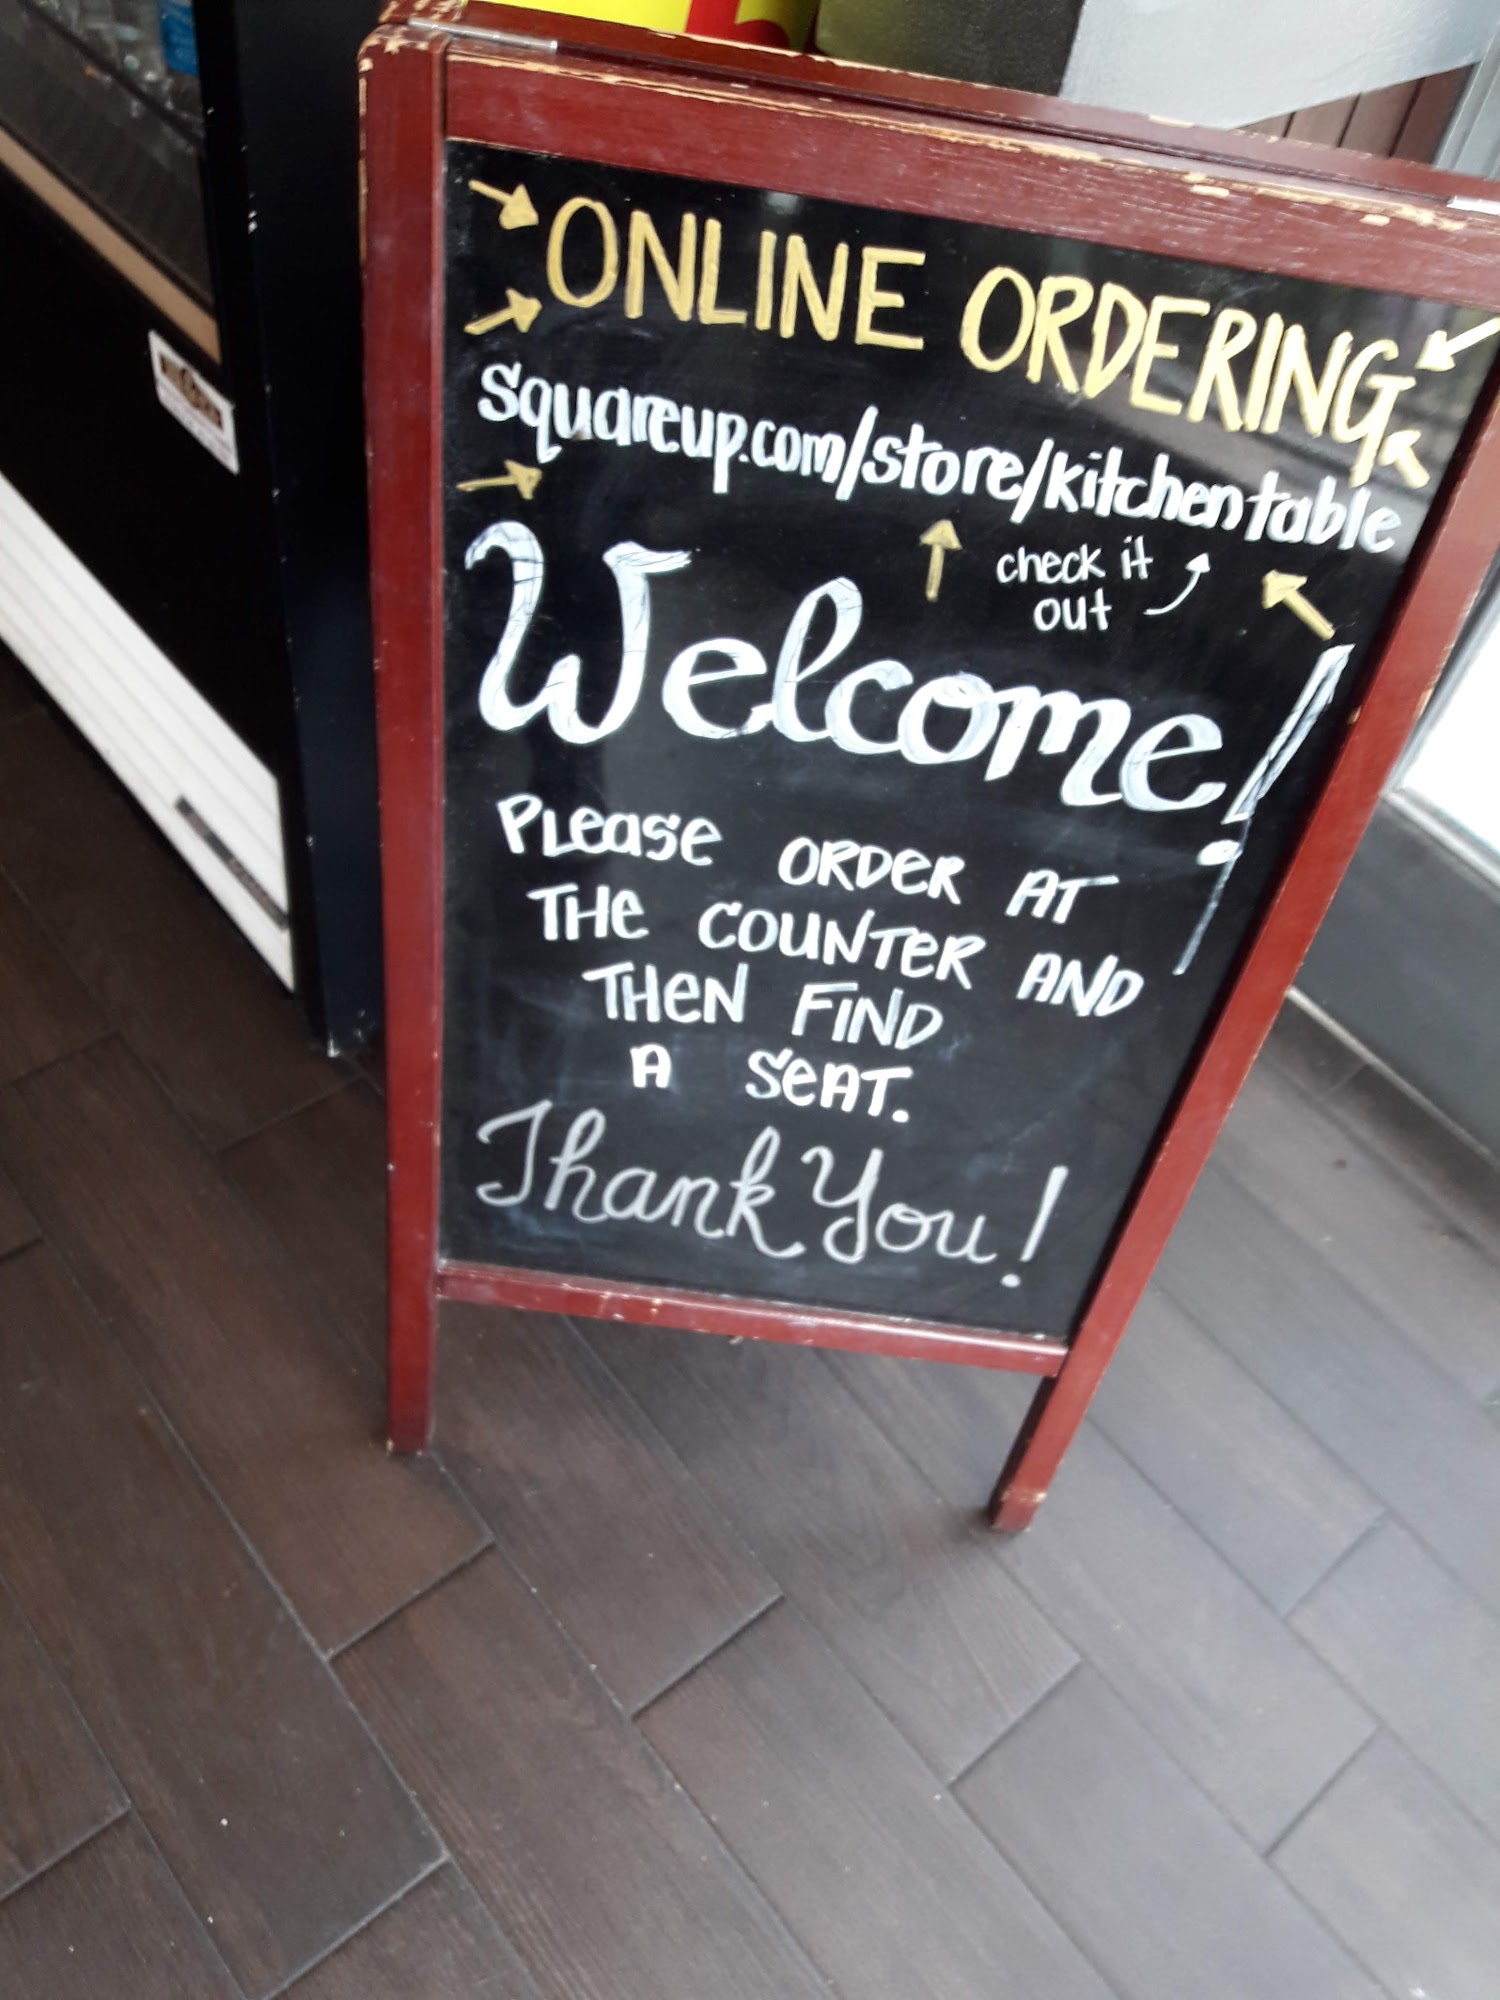 ONLINE ORDERING
squareup.com/store/kitchentable
check it
out
Welcome!
PLeaSe ORDeR AT
THe COUNTeR AND
THeN FIND
A SeAT.
Thank You!